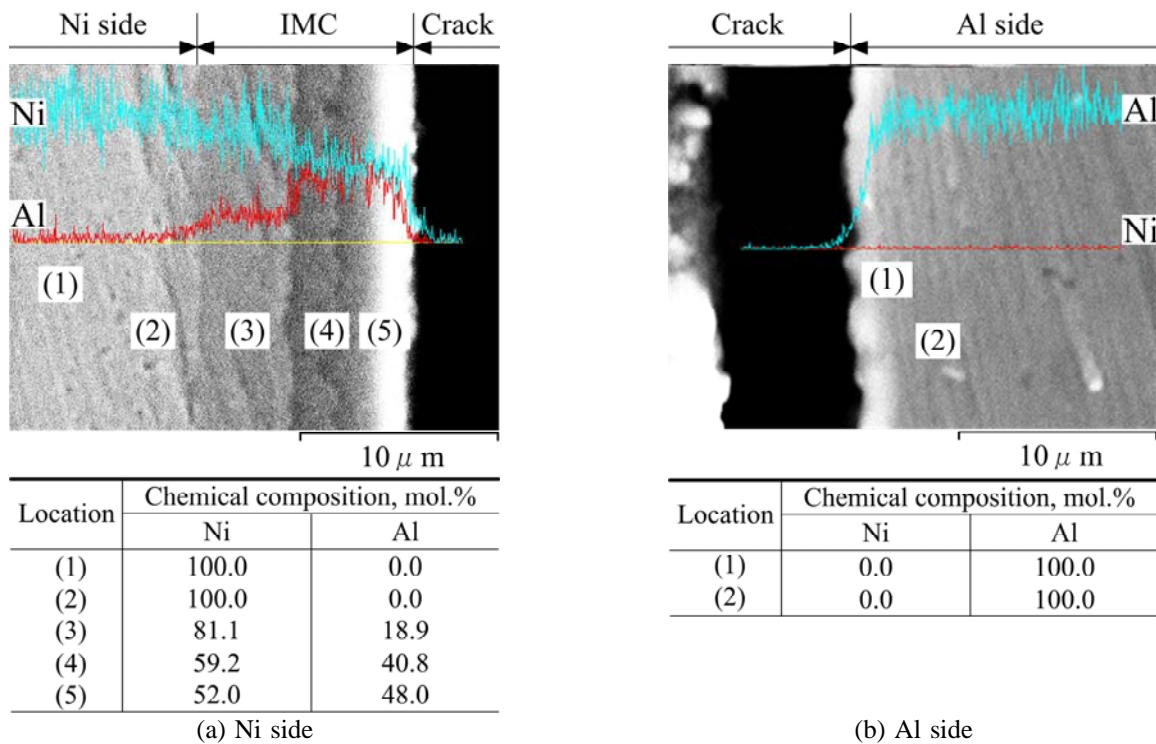 Ni side IMC Crack
Ni
Al
(1)
(2) (3) (4) (5)
10 μ m
Location Chemical composition, mol.%
Ni Al
(1) 100.0 0.0
(2) 100.0 0.0
(3) 81.1 18.9
(4) 59.2 40.8
(5) 52.0 48.0
(a) Ni side
Crack Al side
Al
Ni
(1)
(2)
10 μ m
Location Chemical composition, mol.%
Ni Al
(1) 0.0 100.0
(2) 0.0 100.0
(b) Al side